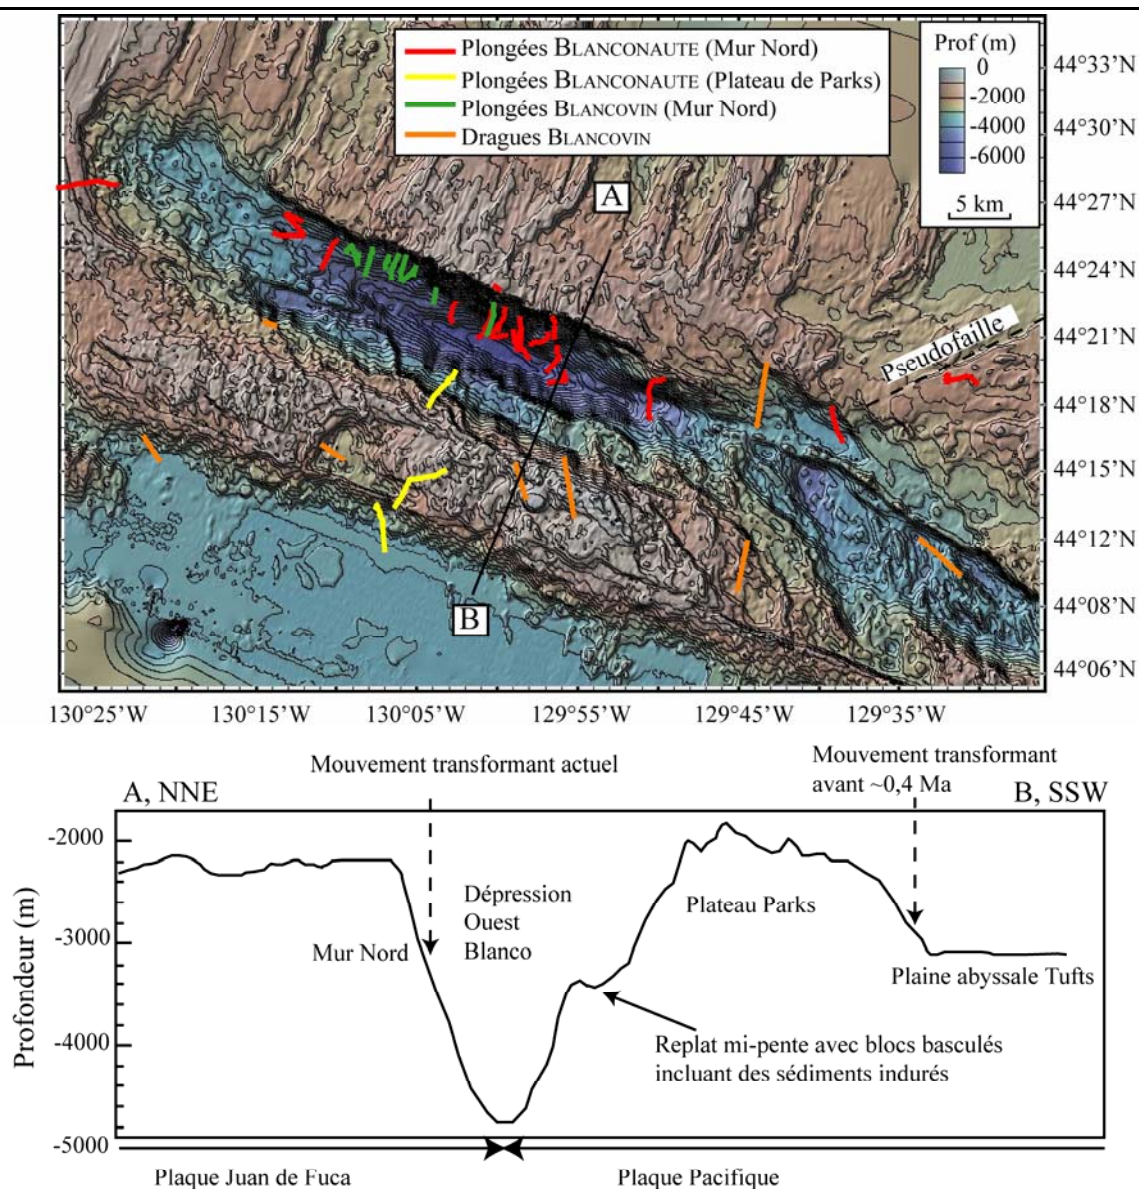 Plongées BLANCONAUTE (Mur Nord)
Plongées BLANCONAUTE (Plateau de Parks)
Plongées BLANCOVIN (Mur Nord)
Dragues BLANCOVIN
Prof (m)
0
-2000
-4000
-6000
5 km
A
B
Pseudofaille
44°33’N
44°30’N
44°27’N
44°24’N
44°21’N
44°18’N
44°15’N
44°12’N
44°08’N
44°06’N
130°25W 130°15’W 130°05’W 129°55’W 129°45’W 129°35’W
Mouvement transformant actuel
Mouvement transformant
avant ~0,4 Ma
A, NNE
B, SSW
Profondeur (m)
-2000
-3000
-4000
-5000
Mur Nord
Dépression
Ouest
Blanco
Plateau Parks
Plaine abyssale Tufts
Replat mi-pente avec blocs basculés
incluant des sédiments indurés
Plaque Juan de Fuca
Plaque Pacifique